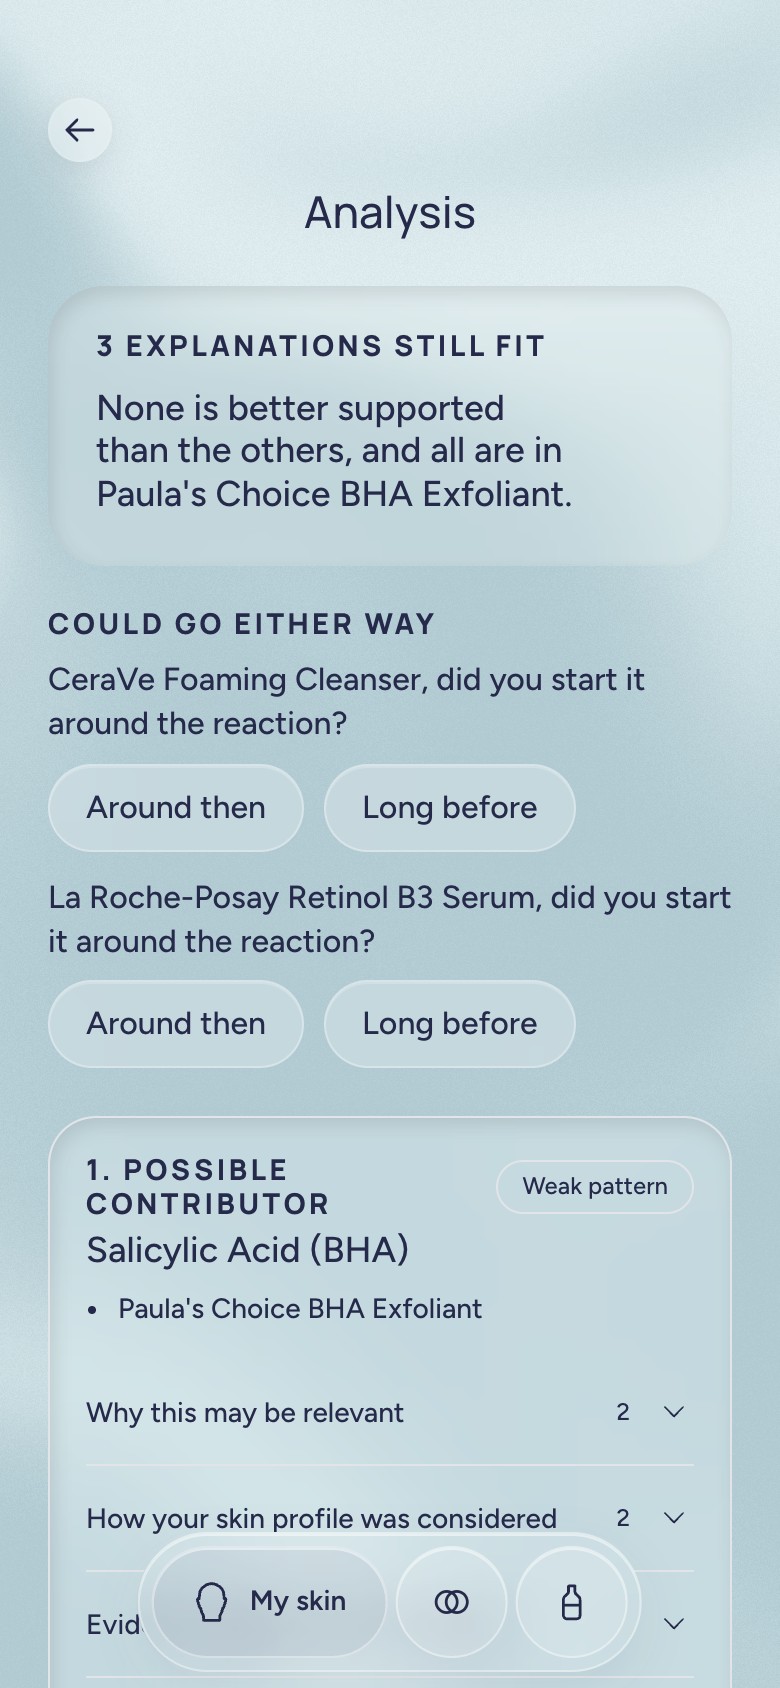 Analysis
3 EXPLANATIONS STILL FIT
None is better supported
than the others, and all are in
Paula's Choice BHA Exfoliant.
COULD GO EITHER WAY
CeraVe Foaming Cleanser, did you start it
around the reaction?
Around then
Long before
La Roche-Posay Retinol B3 Serum, did you start
it around the reaction?
Around then
Long before
1. POSSIBLE
CONTRIBUTOR
Weak pattern
Salicylic Acid (BHA)
• Paula's Choice BHA Exfoliant
Why this may be relevant 2
How your skin profile was considered 2
My skin